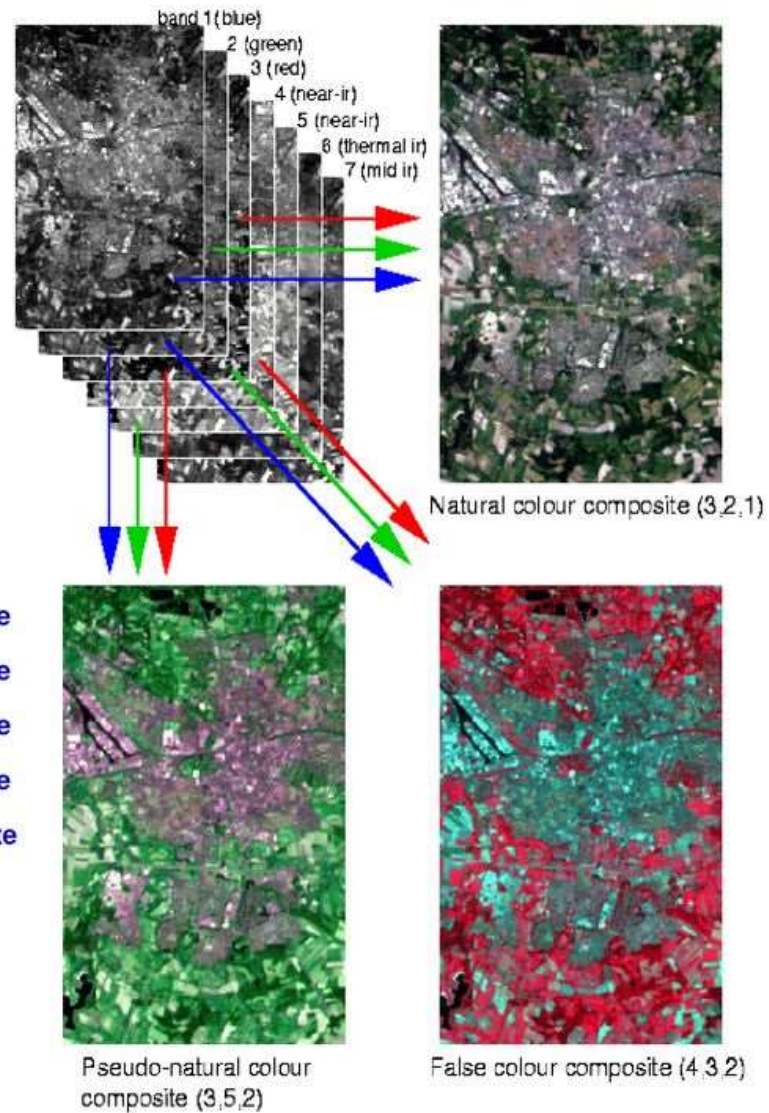 band 1(blue)
2 (green)
3 (red)
4 (near-ir)
5 (near-ir)
6 (thermal ir)
7 (mid ir)
Natural colour composite (3,2,1)
Pseudo-natural colour
composite (3,5,2)
False colour composite (4,3,2)